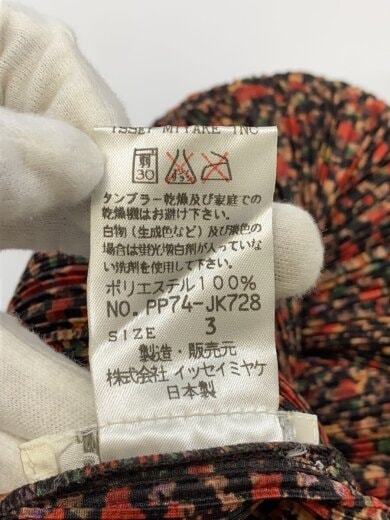 ISSEY MIYAKE INC
弱
30
タンブラー乾燥及び家庭での
乾燥機はお避け下さい。
白物(生成色など)及び淡色の
場合は蛍光増白剤が入っていな
い洗剤を使用して下さい。
ポリエステル100%
NO. PP74-JK728
SIZE 3
製造・販売元
株式会社 イッセイミヤケ
日本製